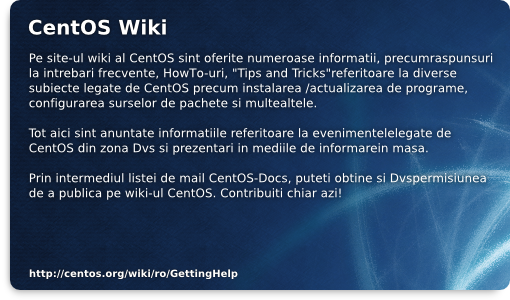 CentOS Wiki
Pe site-ul wiki al CentOS sint oferite numeroase informatii, precumraspunsuri
la intrebari frecvente, HowTo-uri, "Tips and Tricks"referitoare la diverse
subiecte legate de CentOS precum instalarea /actualizarea de programe,
configurarea surselor de pachete si multealtele.
Tot aici sint anuntate informatiile referitoare la evenimentelelegate de
CentOS din zona Dvs si prezentari in mediile de informarein masa.
Prin intermediul listei de mail CentOS-Docs, puteti obtine si Dvspermisiunea
de a publica pe wiki-ul CentOS. Contribuiti chiar azi!
http://centos.org/wiki/ro/GettingHelp